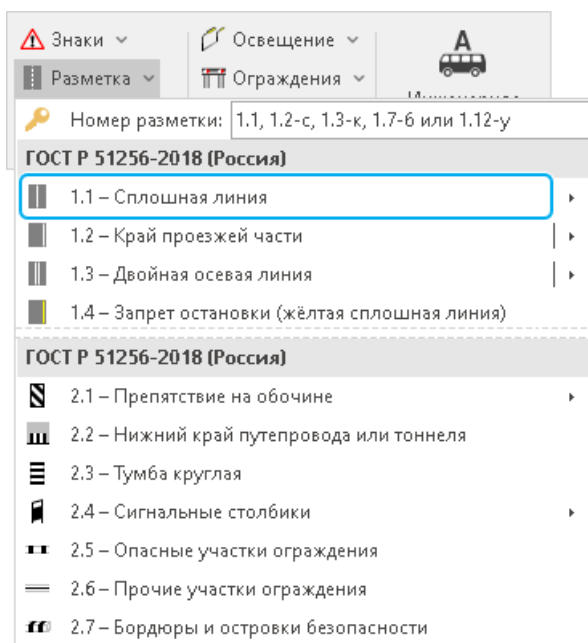 Знаки
Освещение
A
Разметка
Ограждения
Номер разметки: 1.1, 1.2-с, 1.3-к, 1.7-6 или 1.12-у
ГОСТ Р 51256-2018 (Россия)
1.1 – Сплошная линия
1.2 – Край проезжей части
1.3 – Двойная осевая линия
1.4 – Запрет остановки (жёлтая сплошная линия)
ГОСТ Р 51256-2018 (Россия)
2.1 – Препятствие на обочине
2.2 – Нижний край путепровода или тоннеля
2.3 – Тумба круглая
2.4 – Сигнальные столбики
2.5 – Опасные участки ограждения
2.6 – Прочие участки ограждения
2.7 – Бордюры и островки безопасности